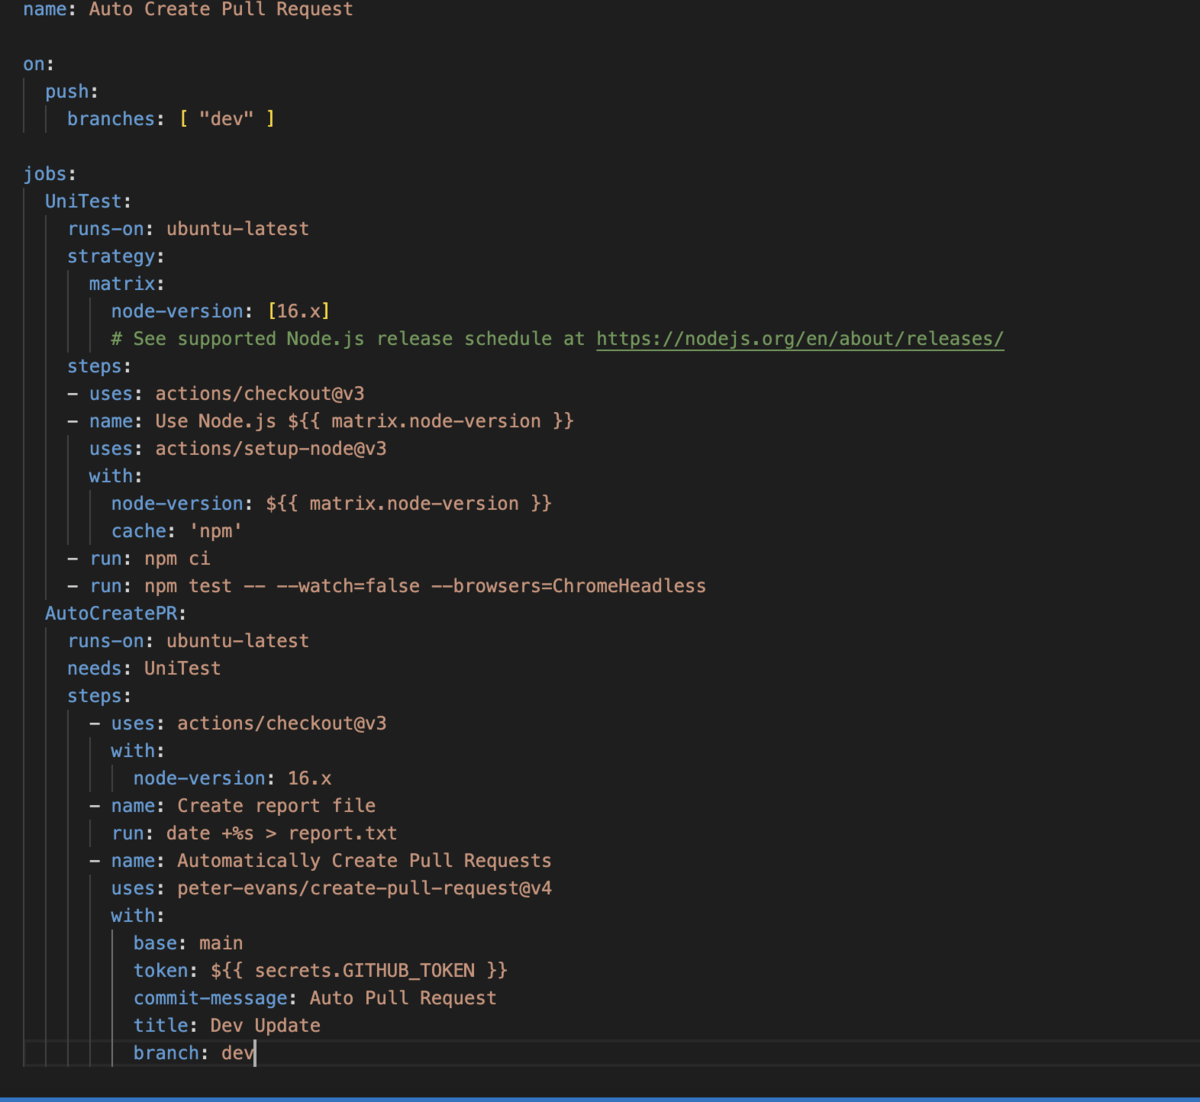 name: Auto Create Pull Request
on:
push:
branches: [ "dev" ]
jobs:
UniTest:
runs-on: ubuntu-latest
strategy:
matrix:
node-version: [16.x]
# See supported Node.js release schedule at https://nodejs.org/en/about/releases/
steps:
- uses: actions/checkout@v3
- name: Use Node.js ${{ matrix.node-version }}
uses: actions/setup-node@v3
with:
node-version: ${{ matrix.node-version }}
cache: 'npm'
- run: npm ci
- run: npm test -- --watch=false --browsers=ChromeHeadless
AutoCreatePR:
runs-on: ubuntu-latest
needs: UniTest
steps:
- uses: actions/checkout@v3
with:
node-version: 16.x
- name: Create report file
run: date +%s > report.txt
- name: Automatically Create Pull Requests
uses: peter-evans/create-pull-request@v4
with:
base: main
token: ${{ secrets.GITHUB_TOKEN }}
commit-message: Auto Pull Request
title: Dev Update
branch: dev